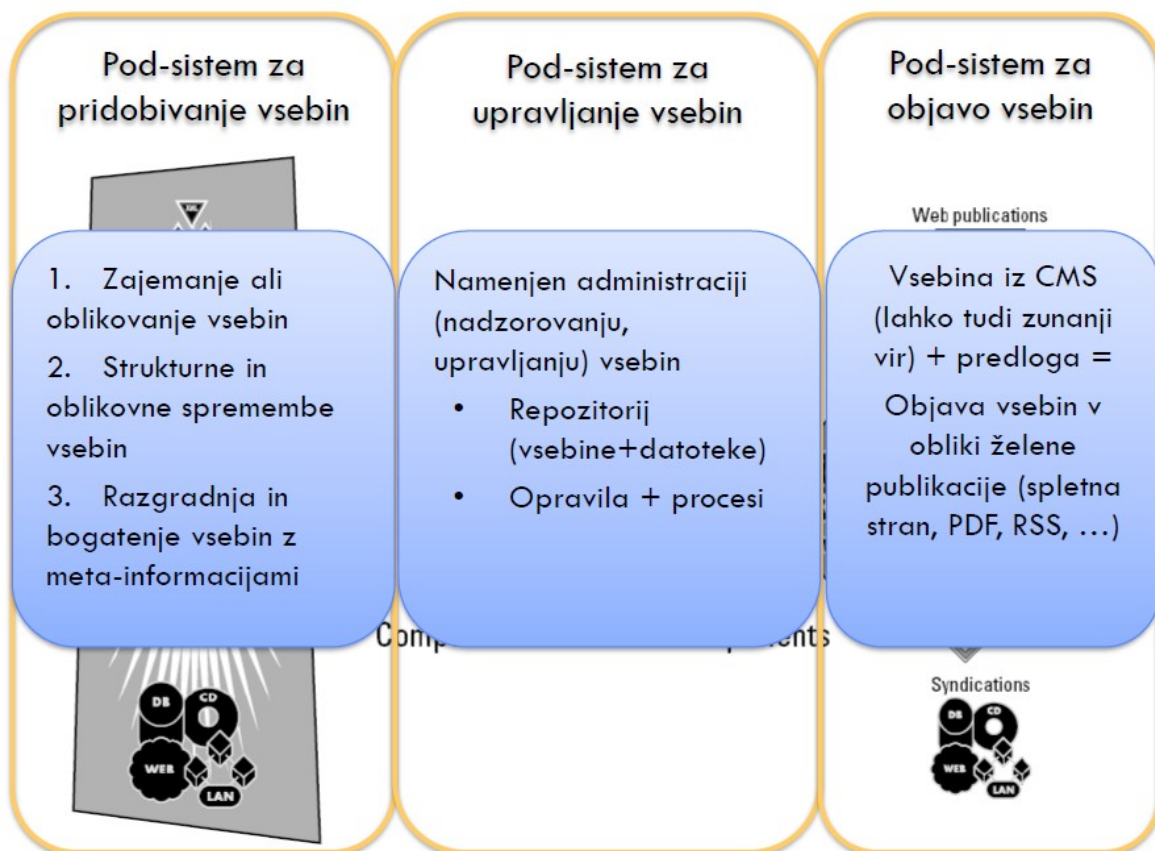 Pod-sistem za
pridobivanje vsebin
XML
1. Zajemanje ali
oblikovanje vsebin
2. Strukturne in
oblikovne spremembe
vsebin
3. Razgradnja in
bogatenje vsebin z
meta-informacijami
DB
CD
WEB
LAN
Pod-sistem za
upravljanje vsebin
Namenjen administraciji
(nadzorovanju,
upravljanju) vsebin
• Repozitorij
(vsebine+datoteke)
• Opravila + procesi
Pod-sistem za
objavo vsebin
Web publications
Vsebina iz CMS
(lahko tudi zunanji
vir) + predloga =
Objava vsebin v
obliki želene
publikacije (spletna
stran, PDF, RSS, …)
Syndications
DB
CD
WEB
LAN